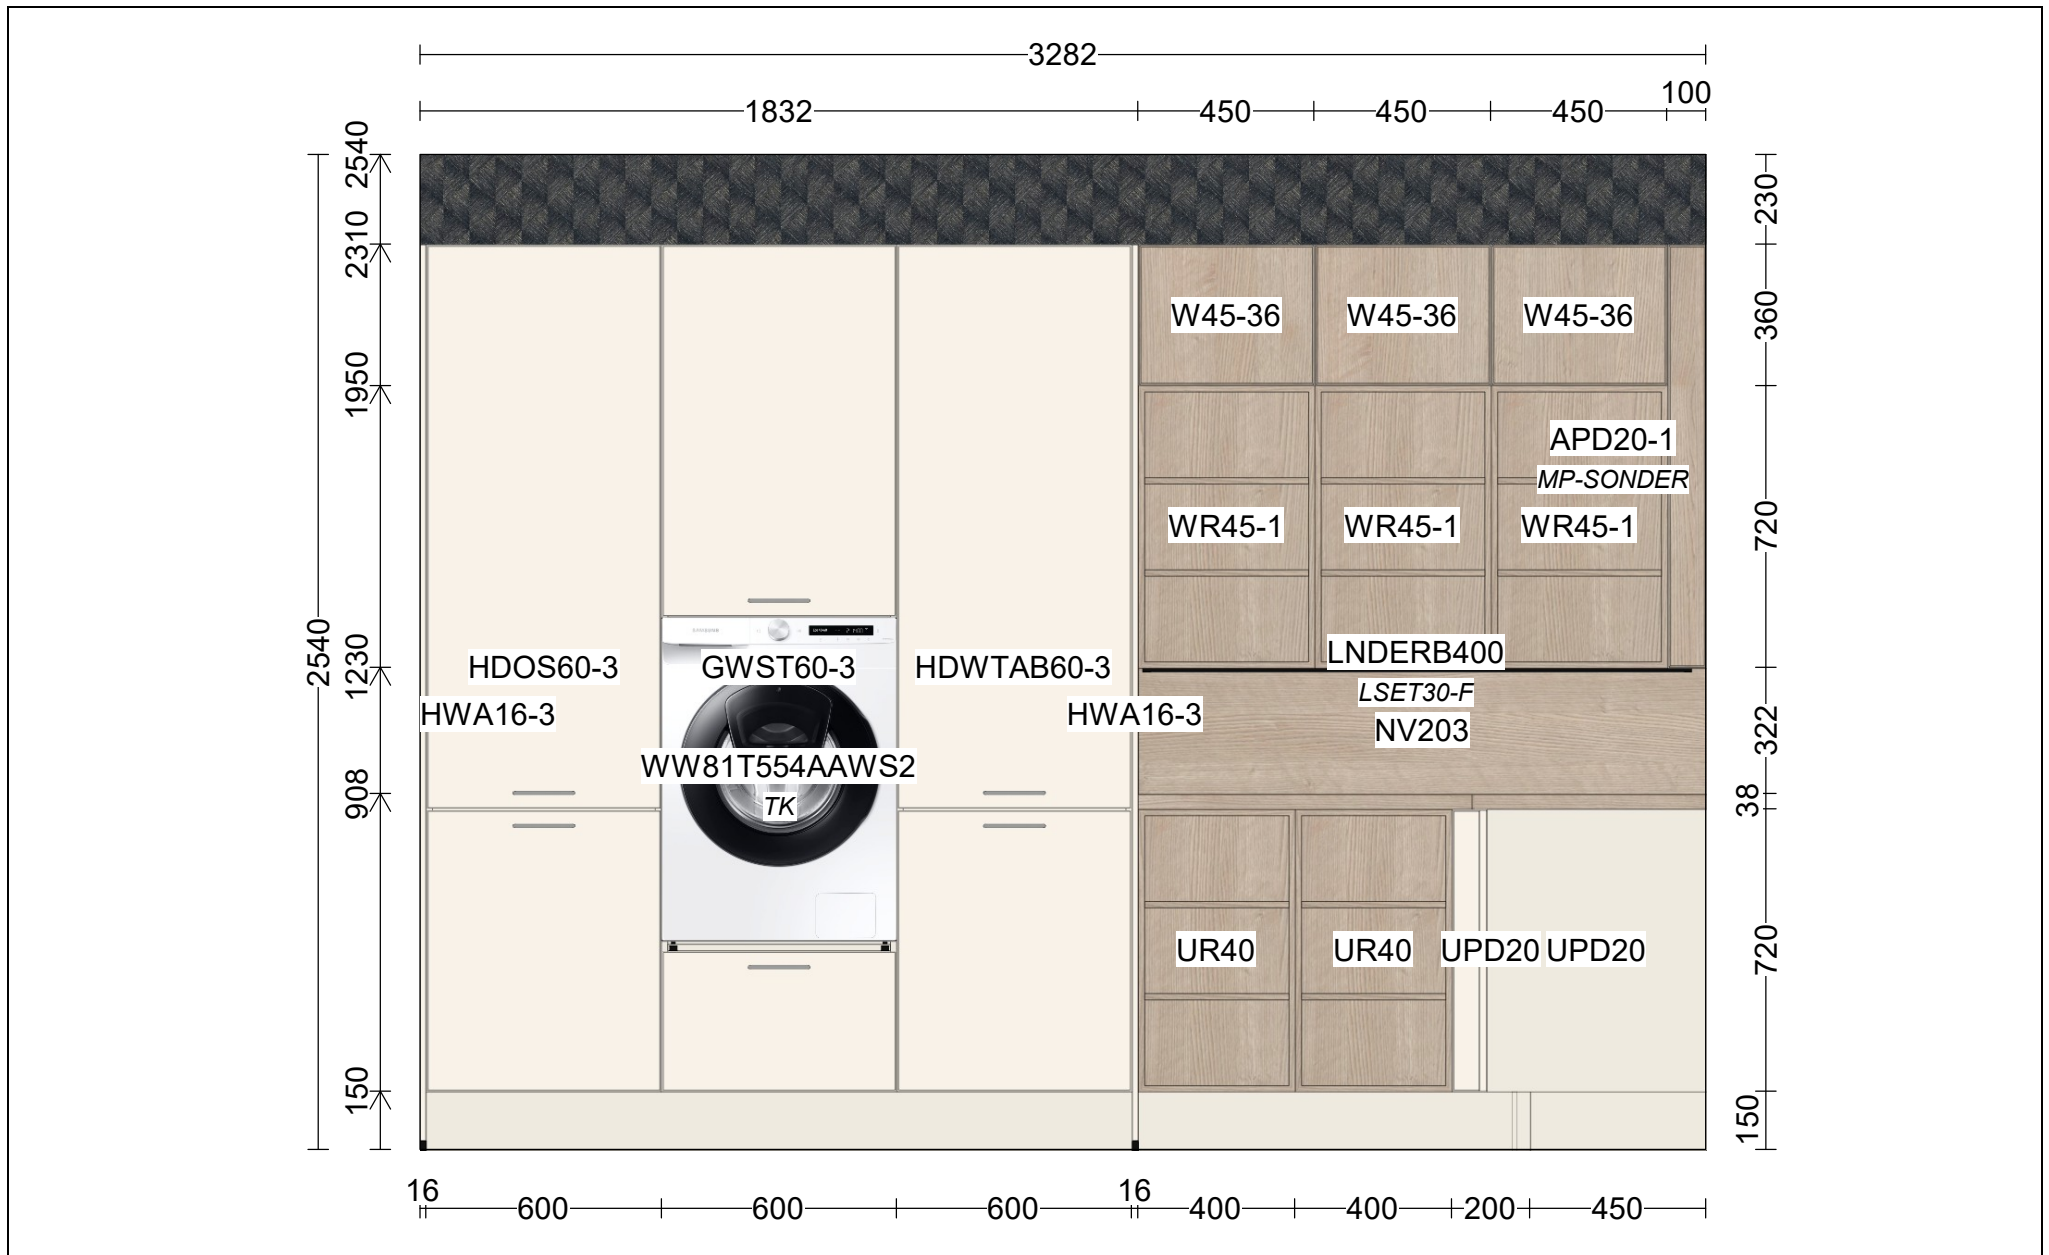 3282
1832
450
450
450
100
2540
2310
1950
1230
908
150
2540
230
360
720
322
38
720
150
W45-36
W45-36
W45-36
APD20-1
MP-SONDER
WR45-1
WR45-1
WR45-1
LNDERB400
LSET30-F
NV203
SAMSUNG
HDOS60-3
GWST60-3
HDWTAB60-3
HWA16-3
HWA16-3
WW81T554AAWS2
TK
UR40
UR40
UPD20
UPD20
16
600
600
600
16
400
400
200
450